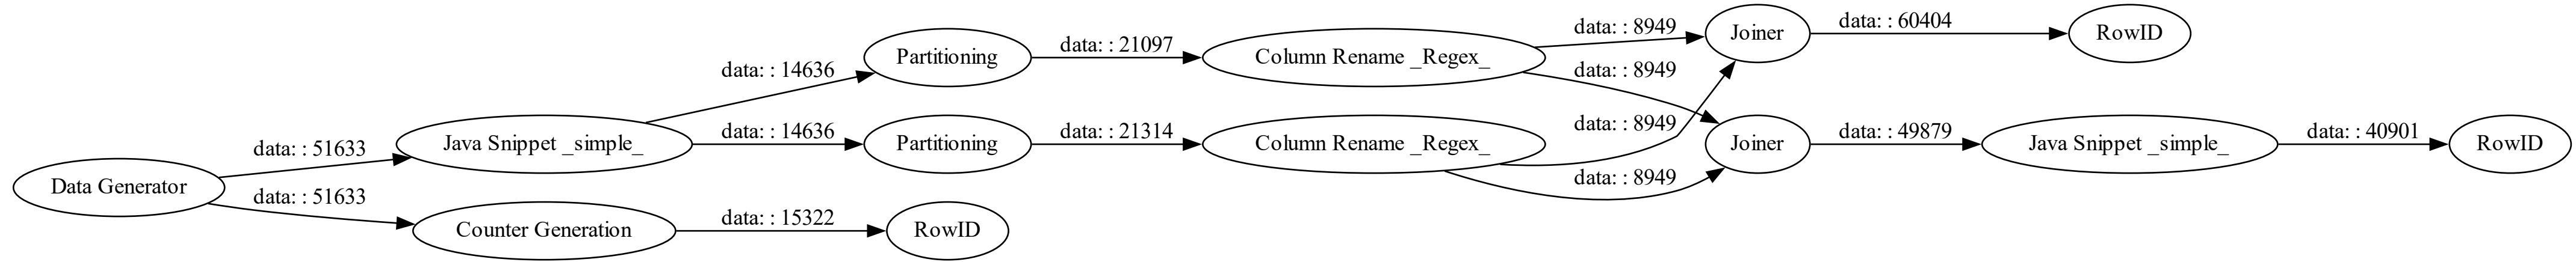 Data Generator
data: : 51633
data: : 51633
Java Snippet _simple_
Counter Generation
data: : 14636
data: : 14636
data: : 15322
Partitioning
Partitioning
RowID
data: : 21097
data: : 21314
Column Rename _Regex_
Column Rename _Regex_
data: : 8949
data: : 8949
data: : 8949
data: : 8949
Joiner
Joiner
data: : 60404
data: : 49879
RowID
Java Snippet _simple_
data: : 40901
RowID